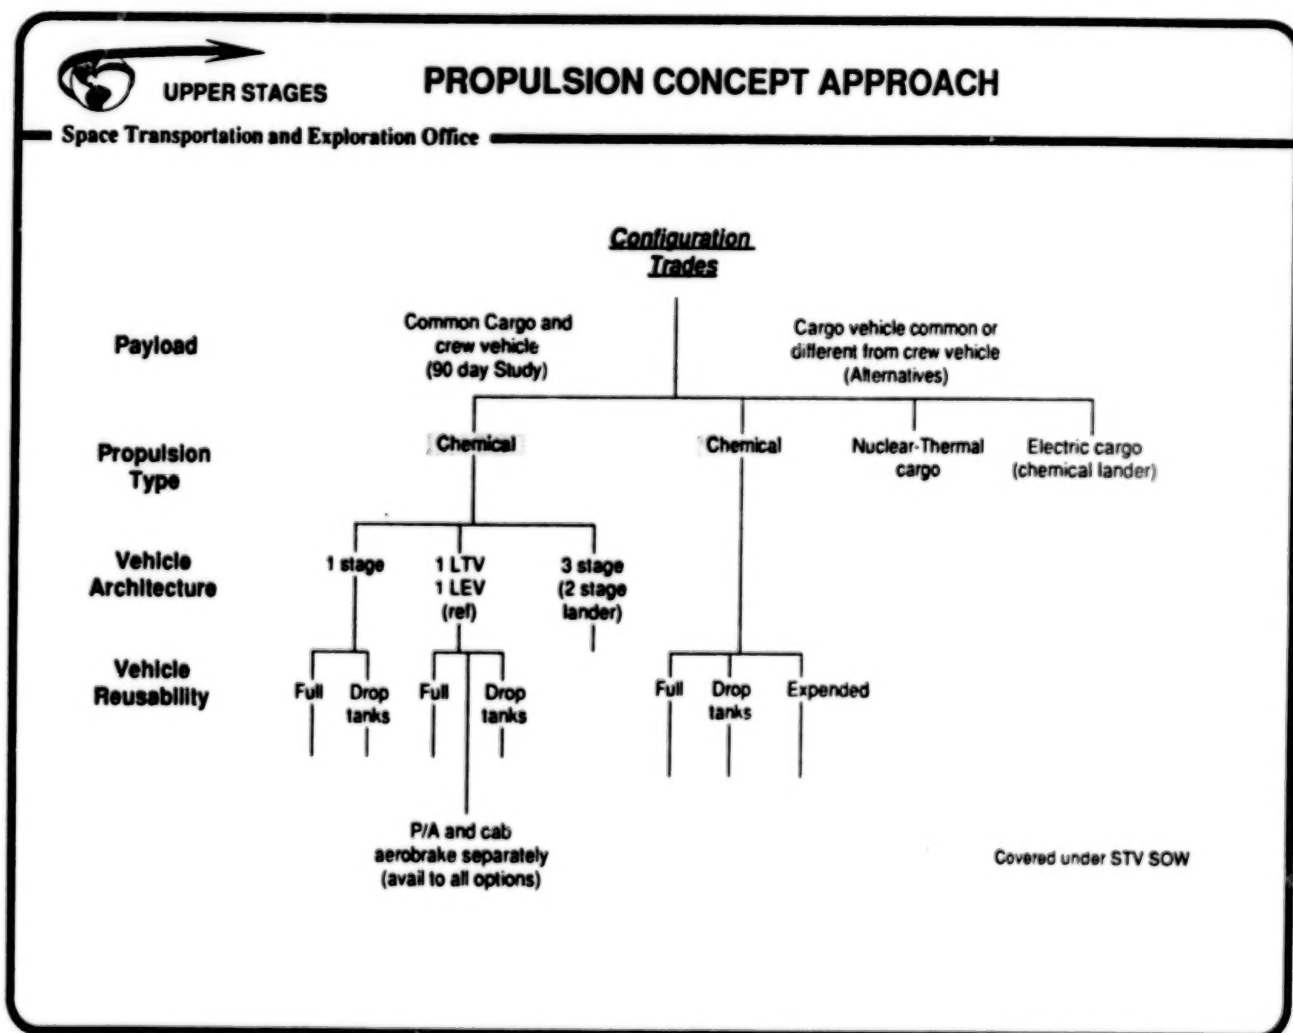 UPPER STAGES
PROPULSION CONCEPT APPROACH
Space Transportation and Exploration Office
Configuration
Trades
Payload
Common Cargo and
crew vehicle
(90 day Study)
Cargo vehicle common or
different from crew vehicle
(Alternatives)
Propulsion
Type
Chemical
Chemical
Nuclear-Thermal
cargo
Electric cargo
(chemical lander)
Vehicle
Architecture
1 stage
1 LTV
1 LEV
(ref)
3 stage
(2 stage
lander)
Vehicle
Reusability
Full
Drop
tanks
Full
Drop
tanks
Full
Drop
tanks
Expended
P/A and cab
aerobrake separately
(avail to all options)
Covered under STV SOW